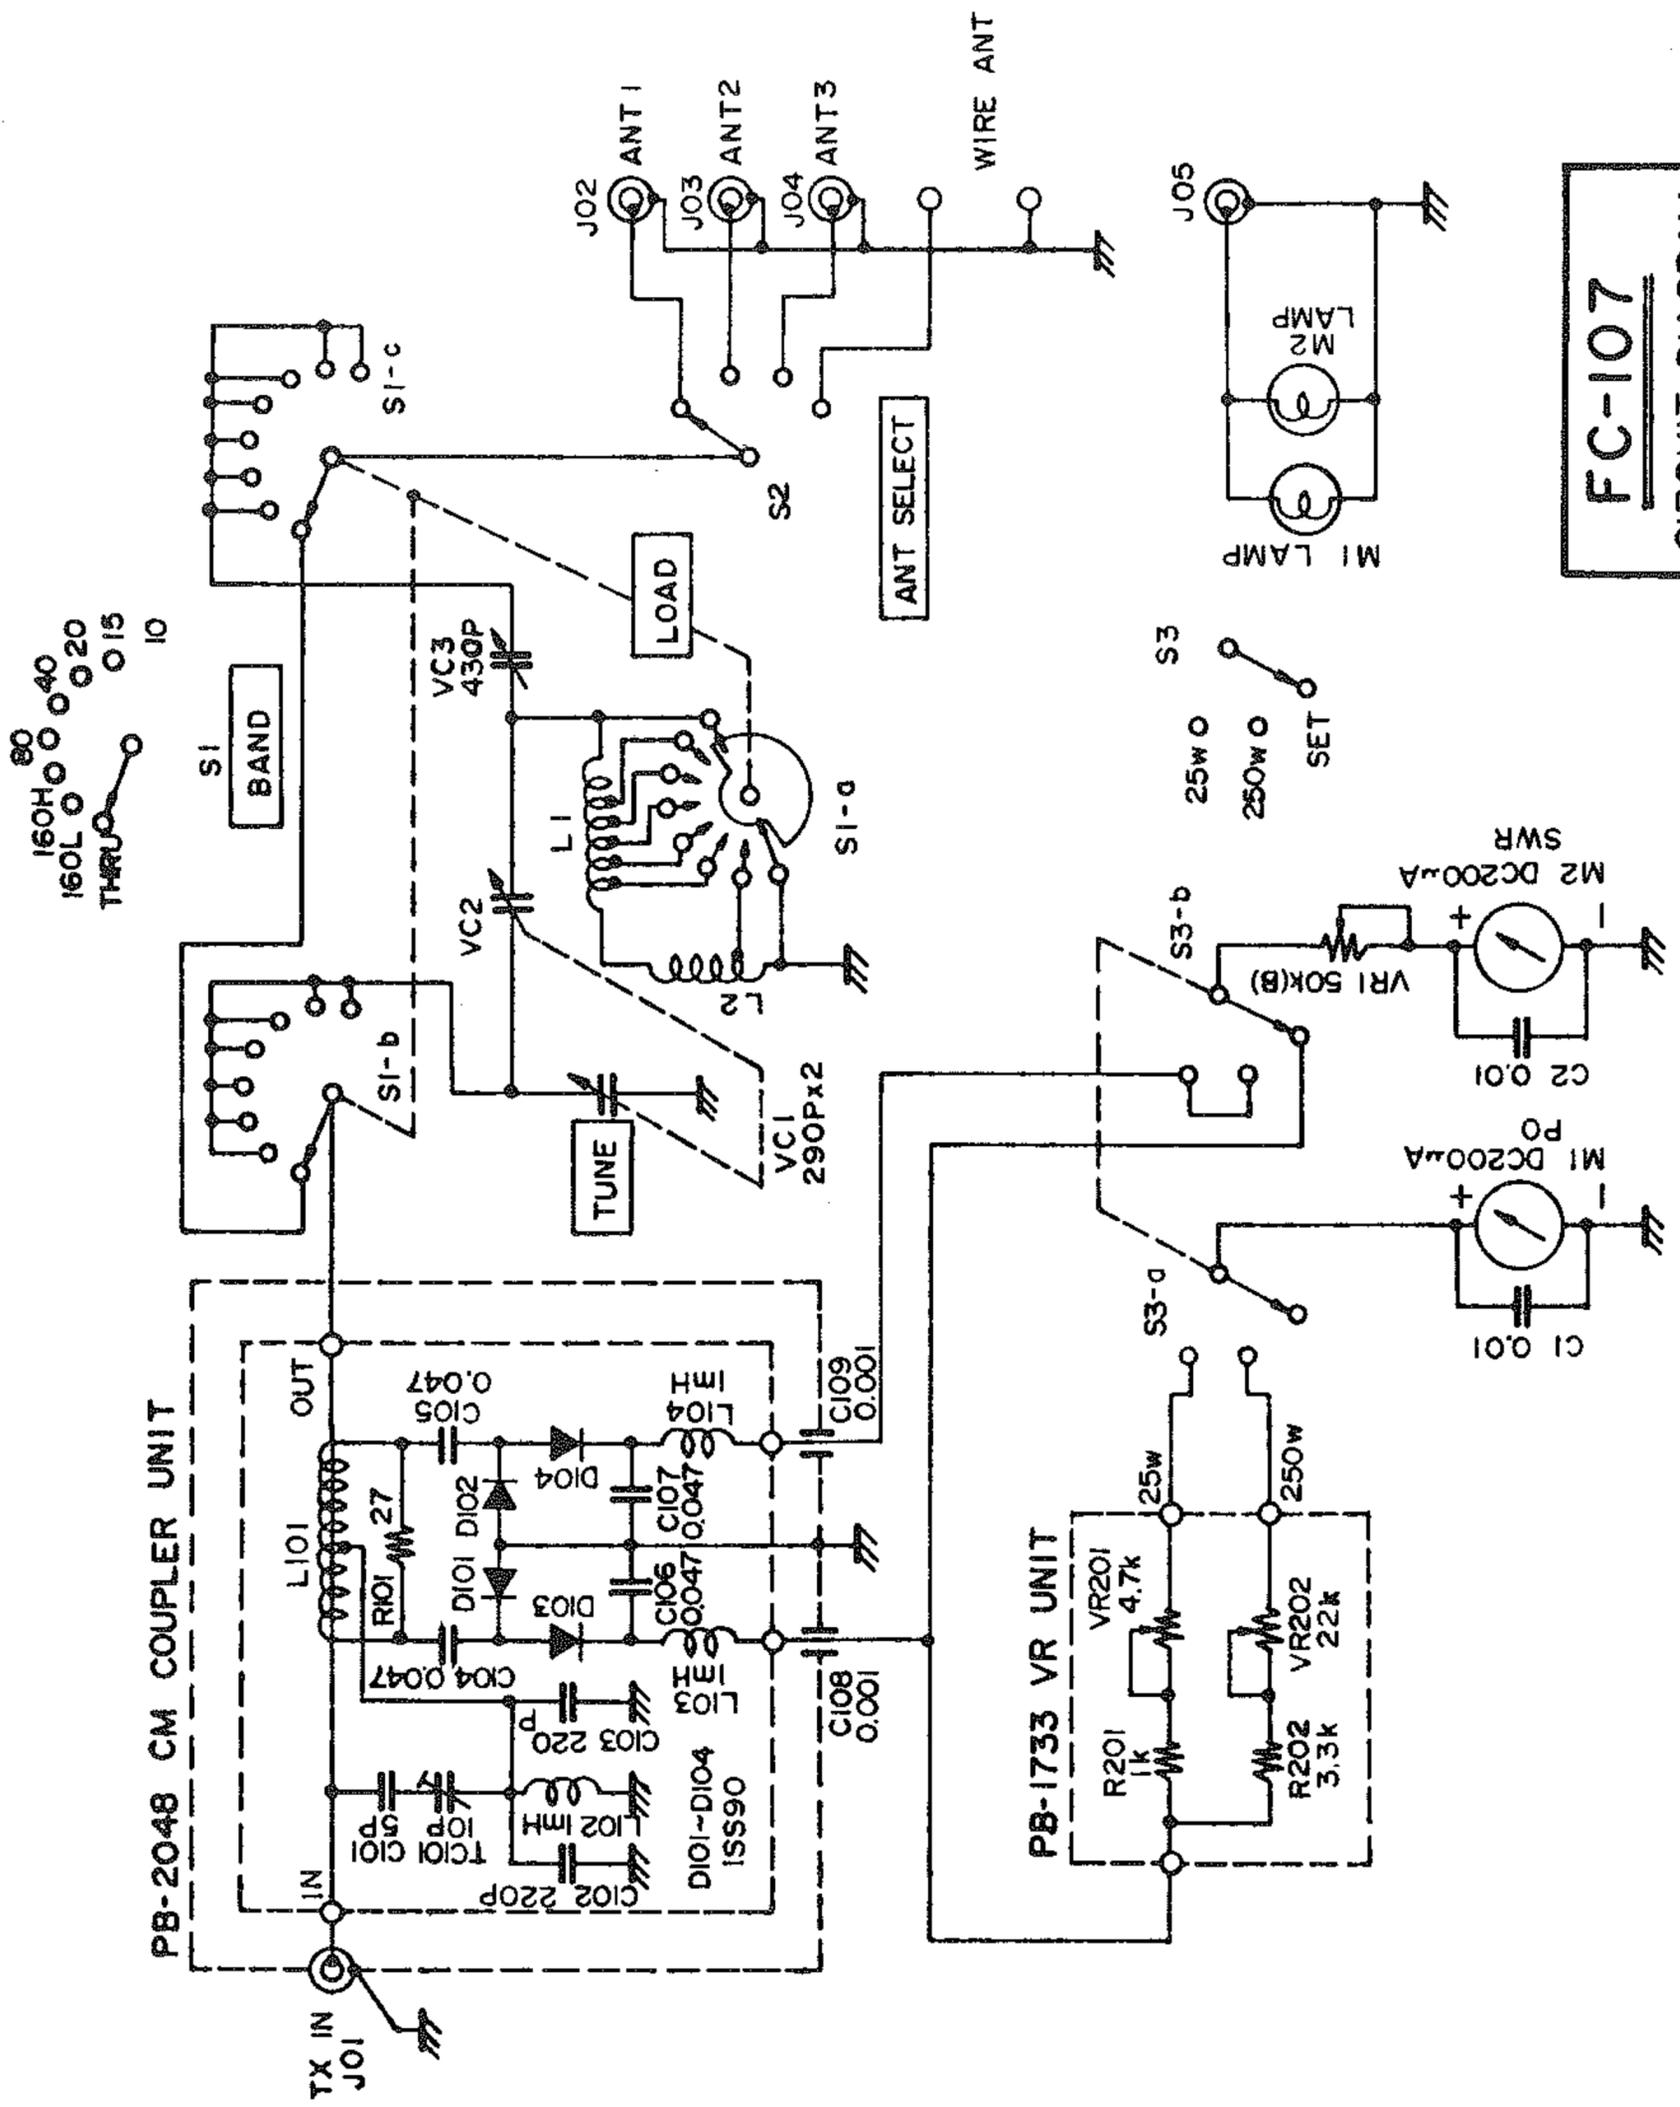 PB-2048 CM COUPLER UNIT
TX IN
J01
IN
OUT
L101
R101 27
C101
5P
TC101
10P
C102 220P
L102 1mH
C103 220
P
C104 0.047
C105
0.047
D101
D102
D103
D104
C106
0.047
C107
0.047
L103
1mH
L104
1mH
D101~D104
1SS90
C108
0.001
C109
0.001
160H 80
160L
THRU
40
20
15
10
S1
BAND
S1-b
S1-c
VC2
VC3
430P
L1
L2
S1-a
TUNE
VC1
290Px2
LOAD
S2
ANT SELECT
J02
ANT 1
J03
ANT2
J04
ANT3
WIRE ANT
PB-1733 VR UNIT
R201
1k
VR201
4.7k
R202
3.3k
VR202
22k
25w
250w
S3-a
S3-b
VR1 50k(B)
C1 0.01
M1 DC200μA
PO
+
−
C2 0.01
M2 DC200μA
SWR
+
−
25w
250w
SET
S3
M1 LAMP
M2
LAMP
J05
FC-107